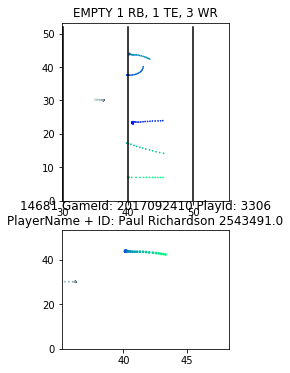 EMPTY 1 RB, 1 TE, 3 WR
50
40
30
20
10
0
30 40 50
14681 GameId: 2017092410 PlayId: 3306
PlayerName + ID: Paul Richardson 2543491.0
40
20
0
40 45